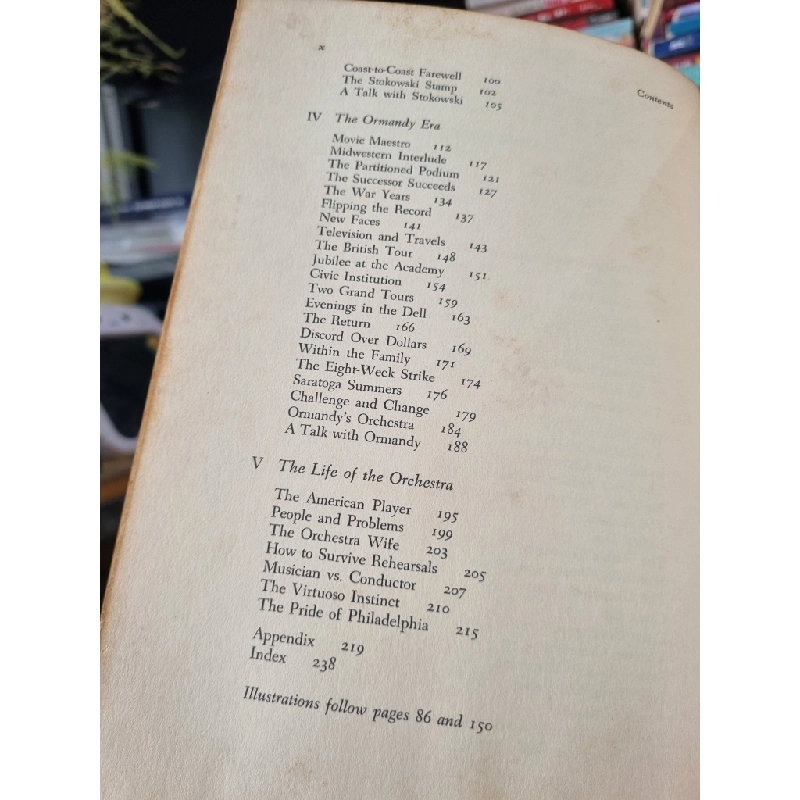 x
Contents
Coast-to-Coast Farewell 100
The Stokowski Stamp 102
A Talk with Stokowski 105
IV The Ormandy Era
Movie Maestro 112
Midwestern Interlude 117
The Partitioned Podium 121
The Successor Succeeds 127
The War Years 134
Flipping the Record 137
New Faces 141
Television and Travels 143
The British Tour 148
Jubilee at the Academy 151
Civic Institution 154
Two Grand Tours 159
Evenings in the Dell 163
The Return 166
Discord Over Dollars 169
Within the Family 171
The Eight-Week Strike 174
Saratoga Summers 176
Challenge and Change 179
Ormandy's Orchestra 184
A Talk with Ormandy 188
V The Life of the Orchestra
The American Player 195
People and Problems 199
The Orchestra Wife 203
How to Survive Rehearsals 205
Musician vs. Conductor 207
The Virtuoso Instinct 210
The Pride of Philadelphia 215
Appendix 219
Index 238
Illustrations follow pages 86 and 150